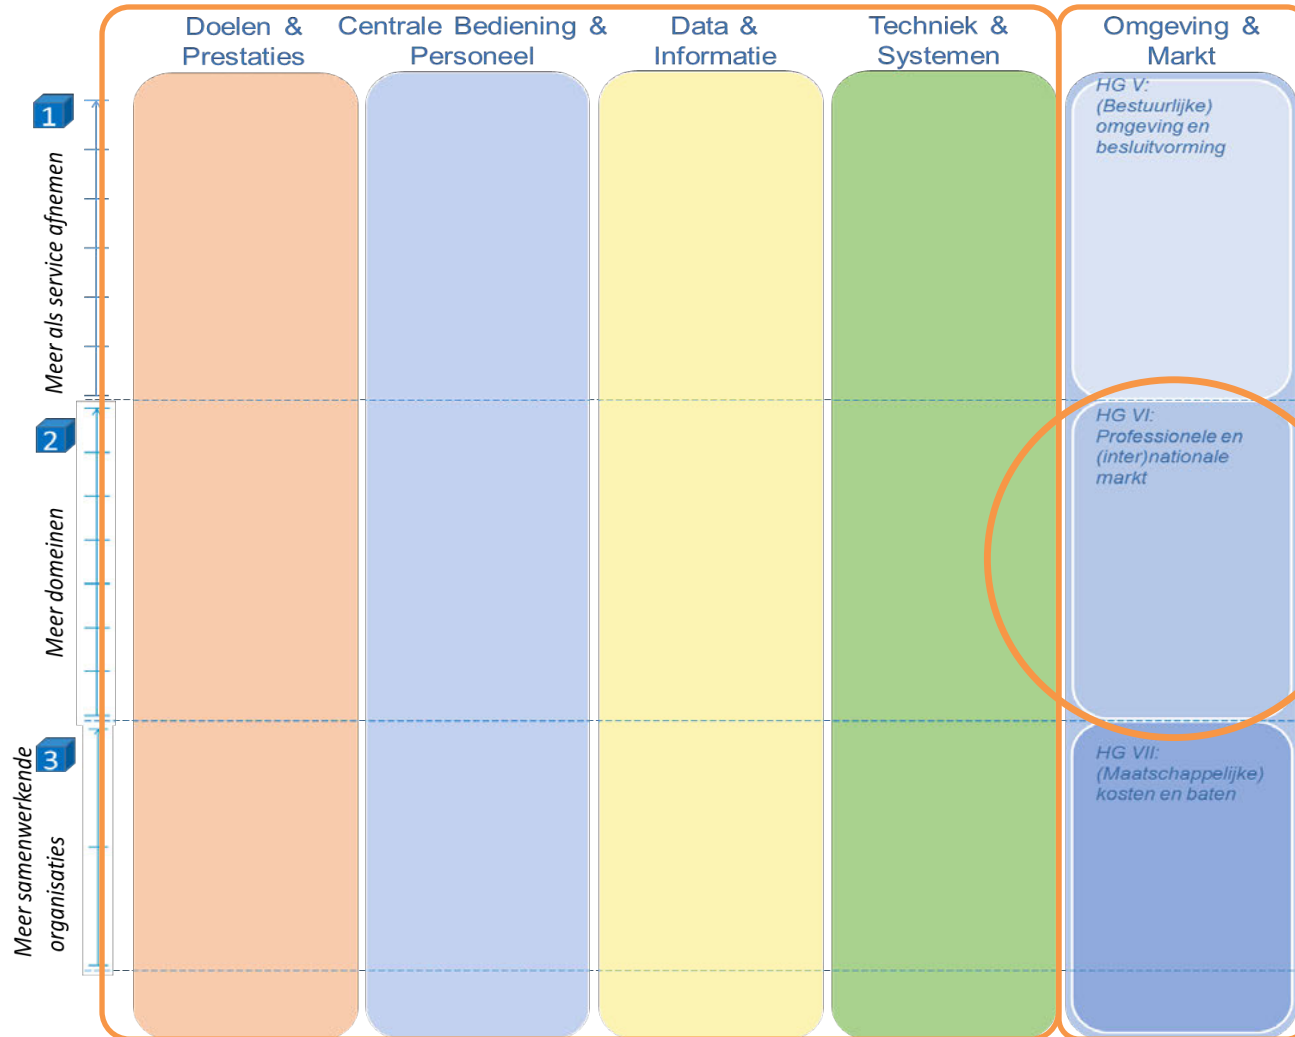 Doelen &
Prestaties
Centrale Bediening &
Personeel
Data &
Informatie
Techniek &
Systemen
Omgeving &
Markt
1
Meer als service afnemen
2
Meer domeinen
3
Meer samenwerkende
organisaties
HG V:
(Bestuurlijke)
omgeving en
besluitvorming
HG VI:
Professionele en
(inter)nationale
markt
HG VII:
(Maatschappelijke)
kosten en baten